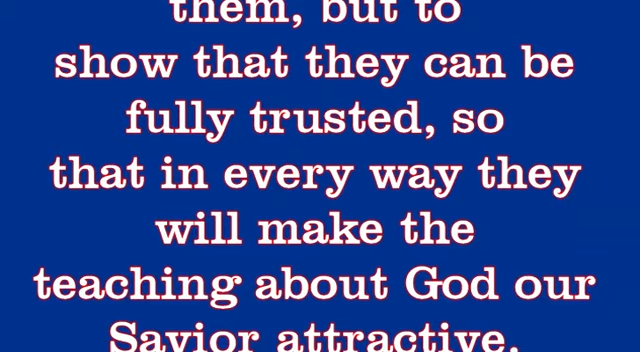 them, but to
show that they can be
fully trusted, so
that in every way they
will make the
teaching about God our
Savior attractive.